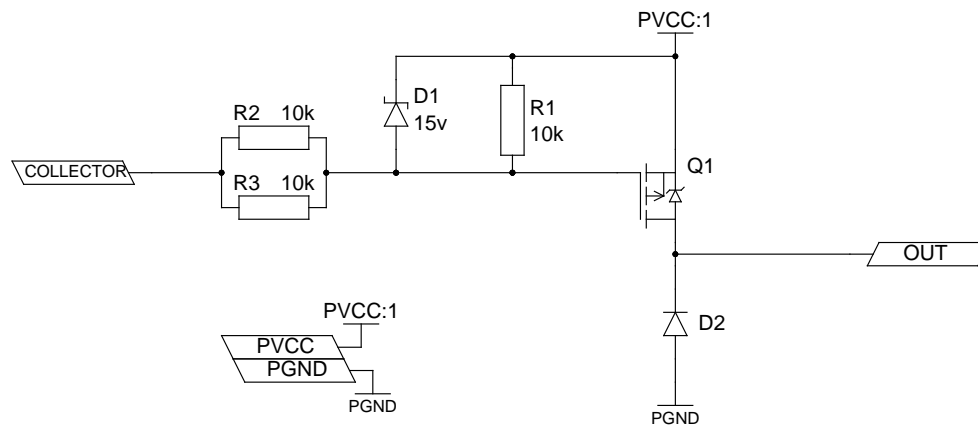 PVCC:1
D1
15v
R1
10k
R2 10k
COLLECTOR
R3 10k
Q1
OUT
PVCC:1
PVCC
PGND
PGND
D2
PGND